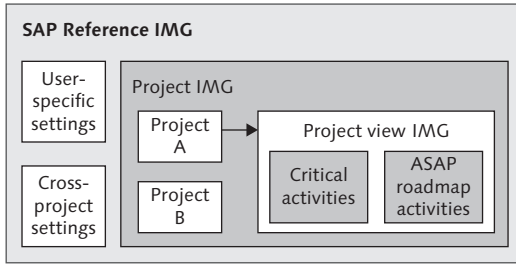 SAP Reference IMG
User-
specific
settings
Cross-
project
settings
Project IMG
Project
A
Project
B
Project view IMG
Critical
activities
ASAP
roadmap
activities